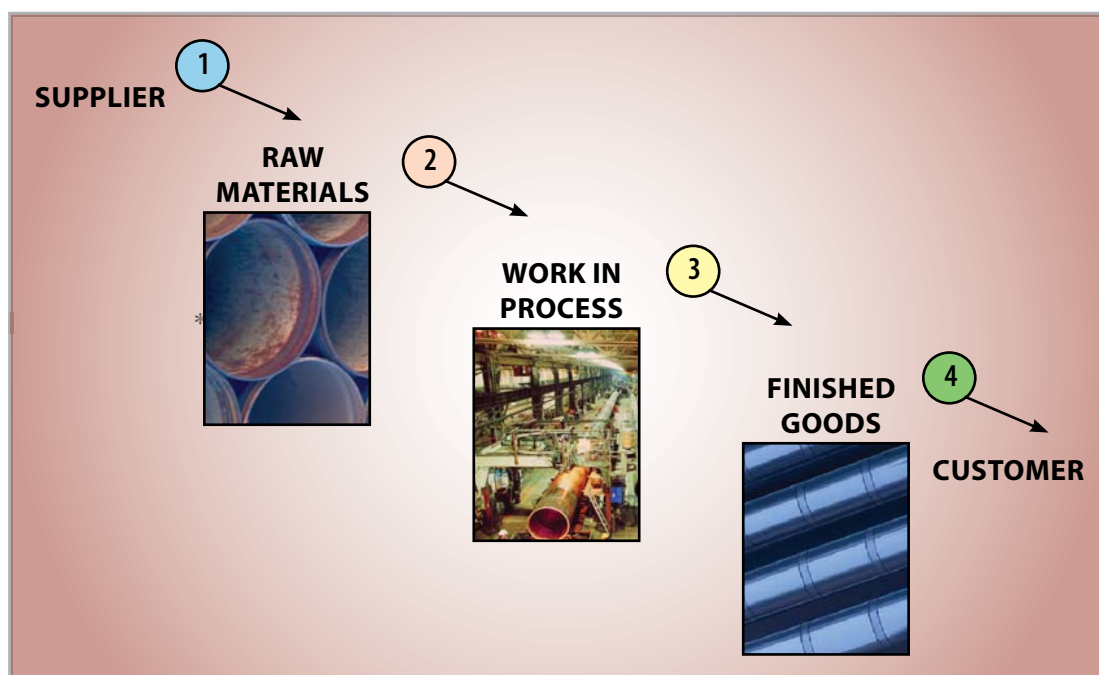 1
SUPPLIER
2
RAW
MATERIALS
3
WORK IN
PROCESS
*
4
FINISHED
GOODS
CUSTOMER